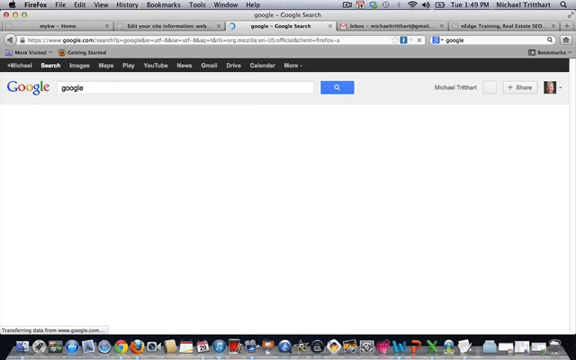 Firefox File Edit View History Bookmarks Tools Window Help Tue 1:49 PM Michael Tritthart
google – Google Search
mykw – Home
Edit your site information: web...
google – Google Search
Inbox – michaeltritthart@gmail...
eEdge Training, Real Estate SEO...
https://www.google.com/search?q=google&ie=utf-8&oe=utf-8&aq=t&rls=org.mozilla:en-US:official&client=firefox-a
google
Most Visited Getting Started Bookmarks
+Michael Search Images Maps Play YouTube News Gmail Drive Calendar More
Google google Michael Tritthart + Share
Transferring data from www.google.com...